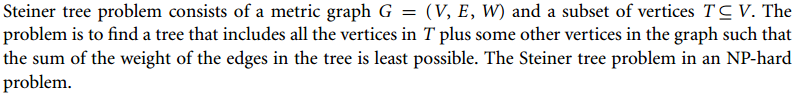 Steiner tree problem consists of a metric graph G = (V, E, W) and a subset of vertices T ⊆ V. The
problem is to find a tree that includes all the vertices in T plus some other vertices in the graph such that
the sum of the weight of the edges in the tree is least possible. The Steiner tree problem in an NP-hard
problem.